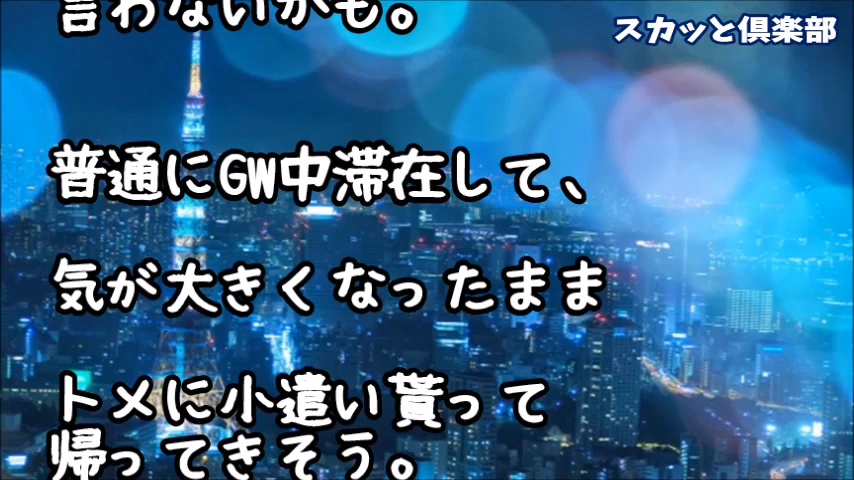 言わないかも。
スカッと倶楽部
普通にGW中滞在して、
気が大きくなったまま
トメに小遣い貰って
帰ってきそう。